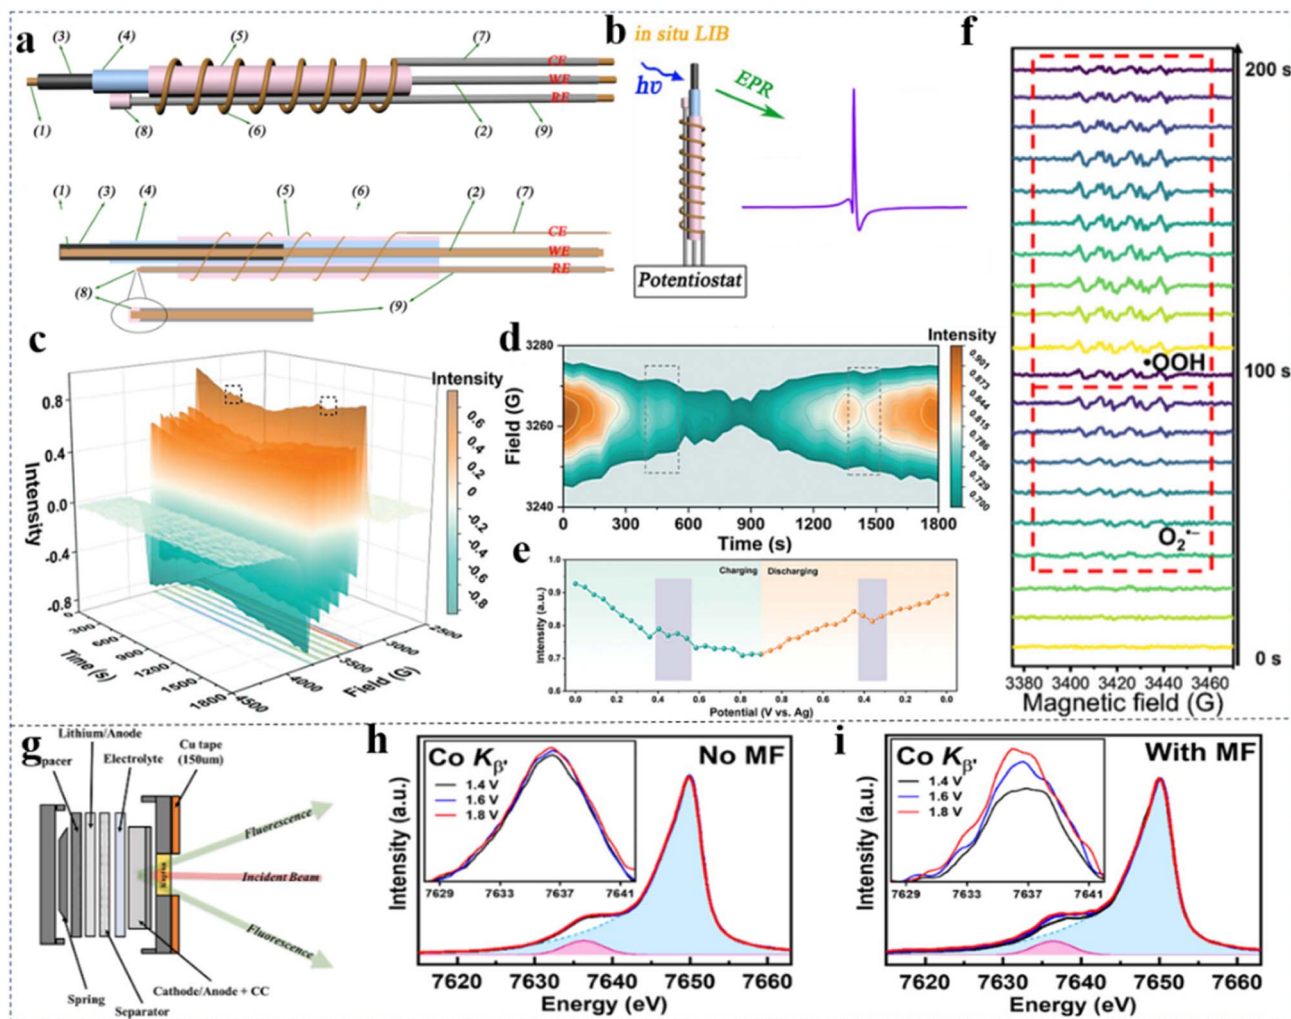 a
(3)
(4)
(5)
(7)
CE
WE
RE
(1)
(8)
(6)
(2)
(9)
(1)
(3)
(4)
(5)
(6)
(2)
(7)
CE
WE
RE
(8)
(9)
b
in situ LIB
hυ
EPR
Potentiostat
c
Intensity
0.8
0.4
0.0
-0.4
-0.8
Intensity
0.6
0.4
0.2
0
-0.2
-0.4
-0.6
-0.8
0
300
600
900
1200
1500
1800
Time (s)
4500
4000
3500
3000
2500
Field (G)
d
Intensity
3280
3260
3240
Field (G)
0.901
0.873
0.844
0.815
0.786
0.758
0.729
0.700
0 300 600 900 1200 1500 1800
Time (s)
e
Charging
Discharging
1.0
0.9
0.8
0.7
0.6
Intensity (a.u.)
0.0 0.2 0.4 0.6 0.8 0.8 0.6 0.4 0.2 0.0
Potential (V vs. Ag)
f
200 s
•OOH
100 s
O₂•−
0 s
3380 3400 3420 3440 3460
Magnetic field (G)
g
Lithium/Anode
Spacer
Electrolyte
Cu tape
(150um)
Kapton
Fluorescence
Incident Beam
Fluorescence
Spring
Separator
Cathode/Anode + CC
h
Co Kβ'
No MF
1.4 V
1.6 V
1.8 V
7629 7633 7637 7641
Intensity (a.u.)
7620 7630 7640 7650 7660
Energy (eV)
i
Co Kβ'
With MF
1.4 V
1.6 V
1.8 V
7629 7633 7637 7641
Intensity (a.u.)
7620 7630 7640 7650 7660
Energy (eV)